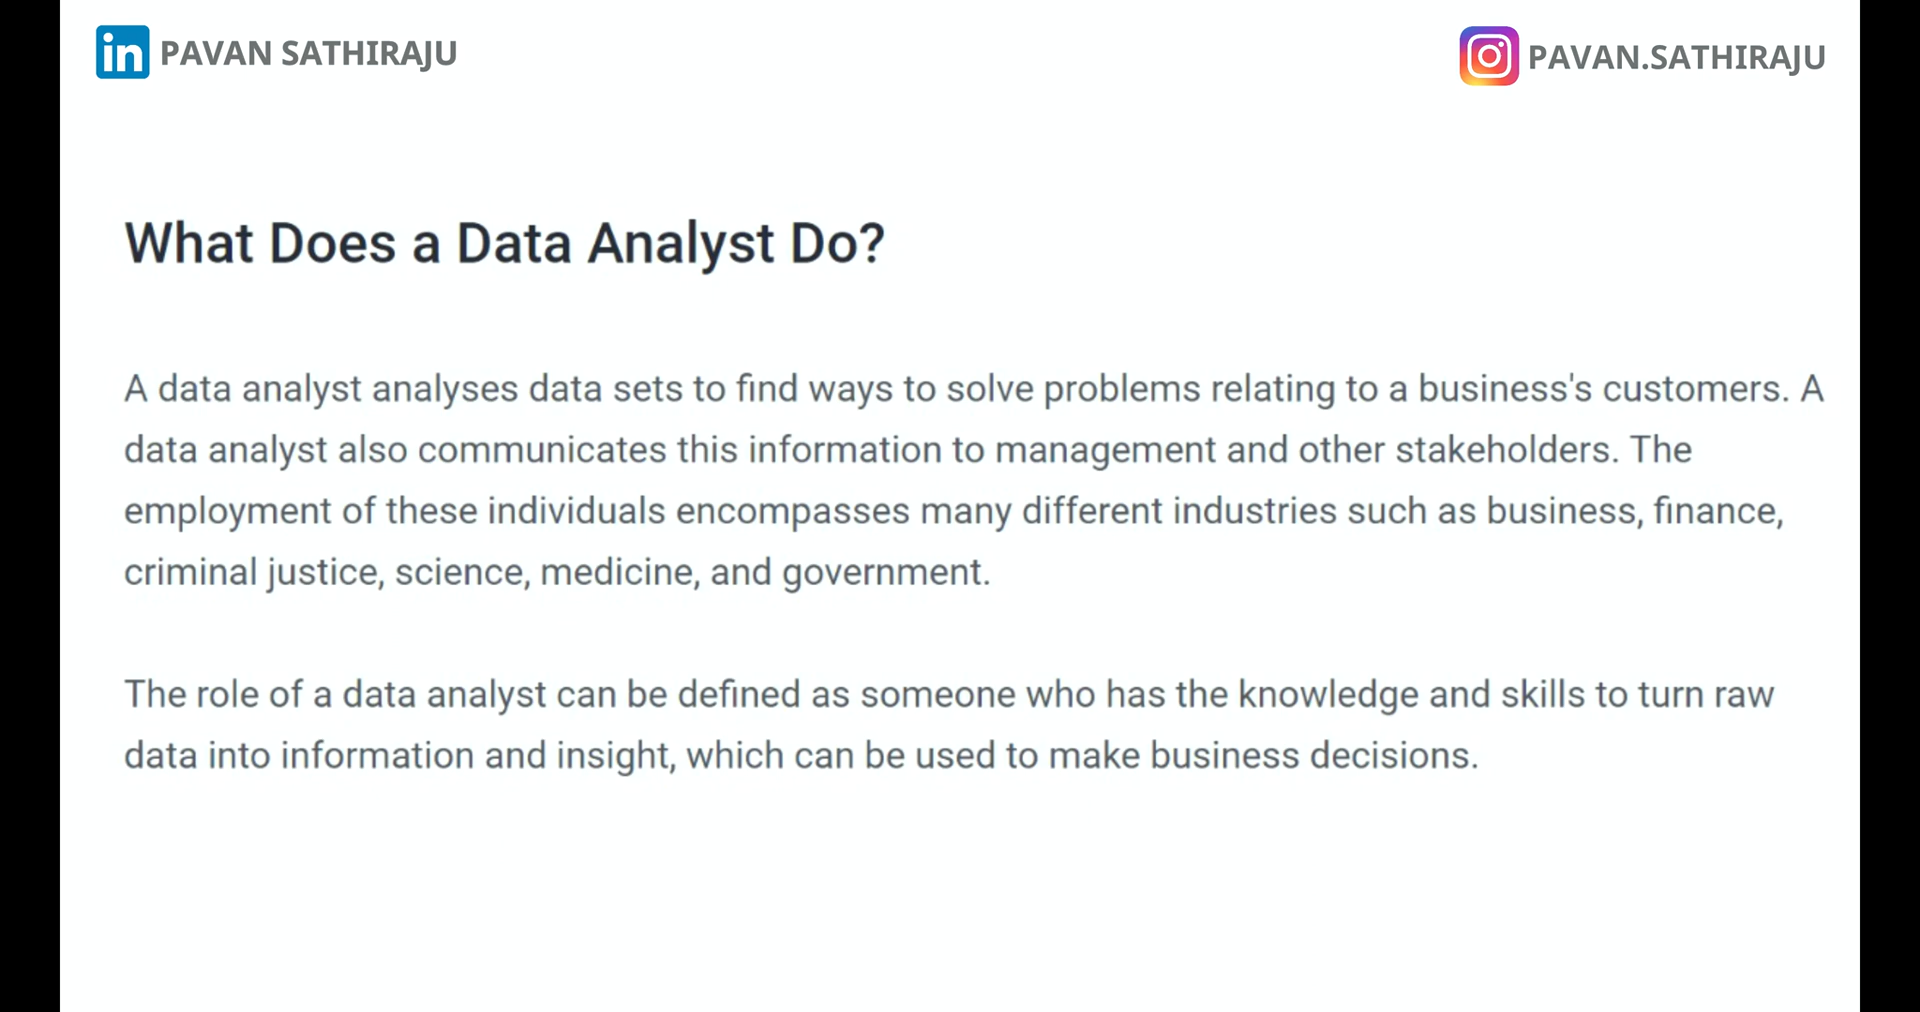 in PAVAN SATHIRAJU
PAVAN.SATHIRAJU
What Does a Data Analyst Do?
A data analyst analyses data sets to find ways to solve problems relating to a business's customers. A
data analyst also communicates this information to management and other stakeholders. The
employment of these individuals encompasses many different industries such as business, finance,
criminal justice, science, medicine, and government.
The role of a data analyst can be defined as someone who has the knowledge and skills to turn raw
data into information and insight, which can be used to make business decisions.